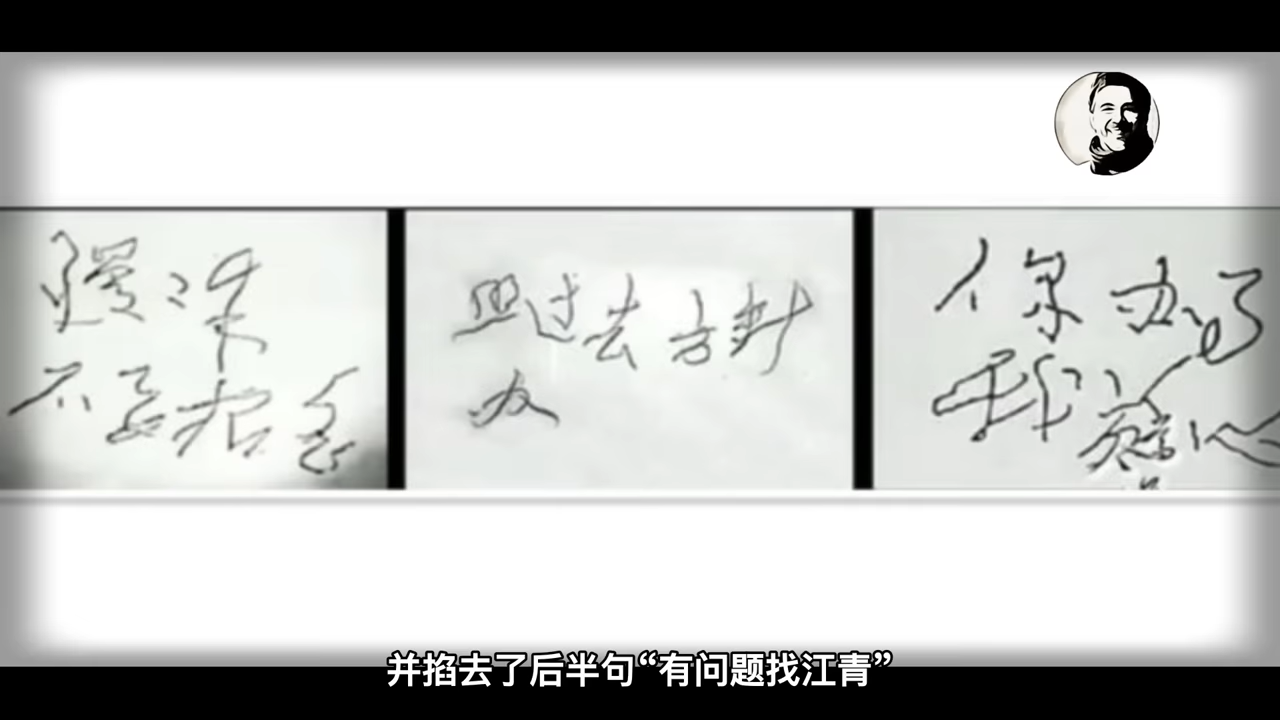 慢慢来
不要招急
照过去方针
办
你办事
我放心
并掐去了后半句“有问题找江青”